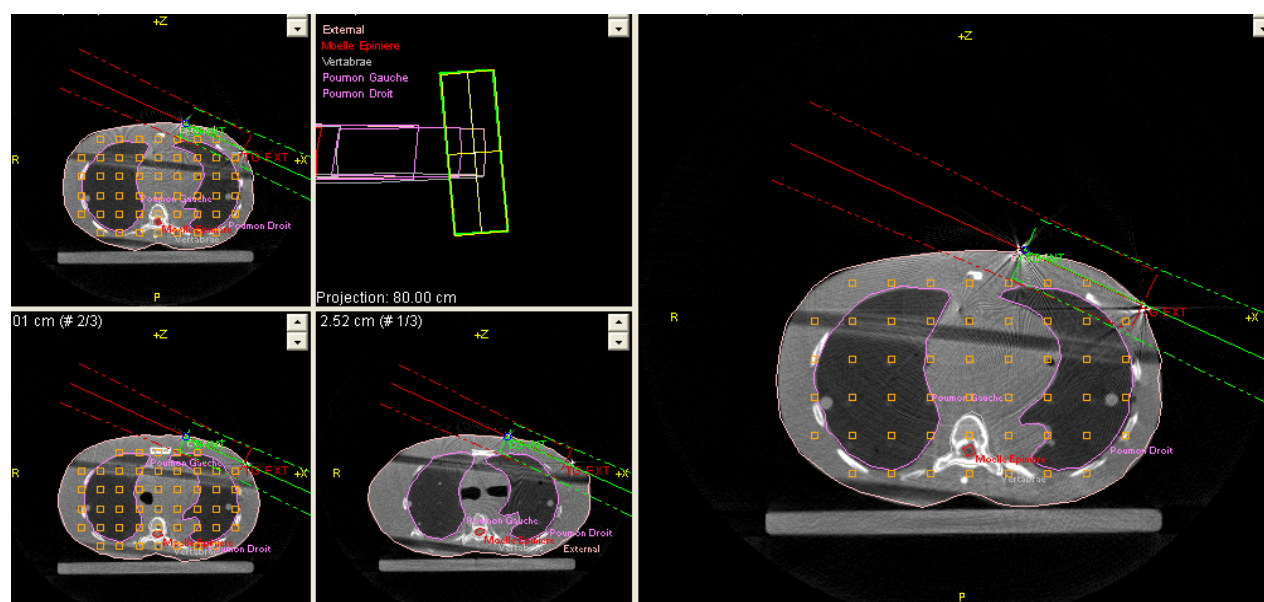 +Z
R
+X
TG EXT
Poumon Gauche
Moelle Epiniere
Poumon Droit
Vertabrae
P
External
Moelle Epiniere
Vertabrae
Poumon Gauche
Poumon Droit
Projection: 80.00 cm
01 cm (# 2/3)
+Z
R
+X
TG EXT
Poumon Gauche
Moelle Epiniere
Vertabrae
Poumon Droit
2.52 cm (# 1/3)
+Z
R
+X
TG EXT
Poumon Gauche
Moelle Epiniere
Poumon Droit
Vertabrae
External
+Z
R
+X
TG EXT
Poumon Gauche
Poumon Droit
Moelle Epiniere
Vertabrae
P